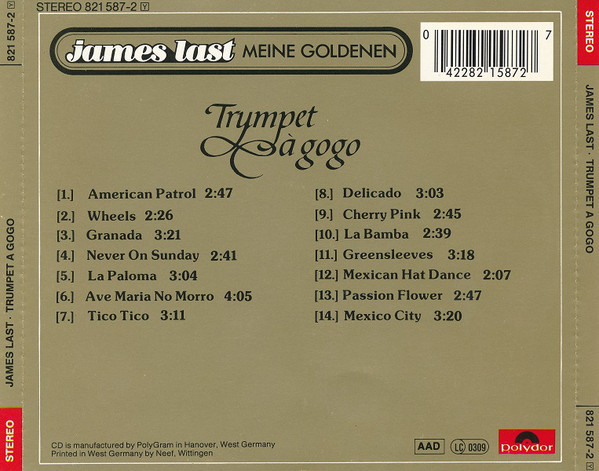 STEREO 821 587-2 Y
james last MEINE GOLDENEN
0 42282 15872 7
Trumpet
à gogo
[1.] American Patrol 2:47
[2.] Wheels 2:26
[3.] Granada 3:21
[4.] Never On Sunday 2:41
[5.] La Paloma 3:04
[6.] Ave Maria No Morro 4:05
[7.] Tico Tico 3:11
[8.] Delicado 3:03
[9.] Cherry Pink 2:45
[10.] La Bamba 2:39
[11.] Greensleeves 3:18
[12.] Mexican Hat Dance 2:07
[13.] Passion Flower 2:47
[14.] Mexico City 3:20
CD is manufactured by PolyGram in Hanover, West Germany
Printed in West Germany by Neef, Wittingen
AAD
LC 0309
polydor
STEREO JAMES LAST · TRUMPET A GOGO 821 587-2 Y
STEREO JAMES LAST · TRUMPET A GOGO 821 587-2 Y